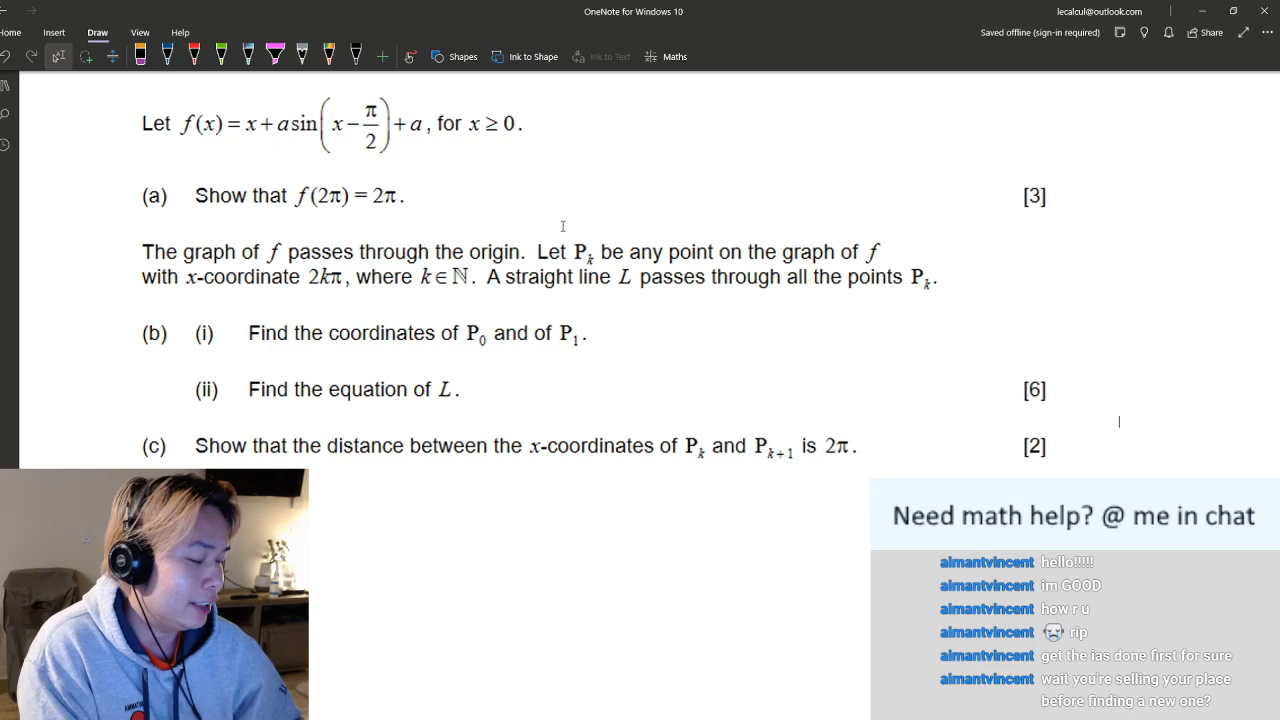 OneNote for Windows 10
lecalcul@outlook.com
Home Insert Draw View Help
Saved offline (sign-in required)
Share
Shapes Ink to Shape Ink to Text Maths
Let f(x) = x + a sin(x − π/2) + a, for x ≥ 0.
(a) Show that f(2π) = 2π. [3]
The graph of f passes through the origin. Let Pₖ be any point on the graph of f
with x-coordinate 2kπ, where k ∈ ℕ. A straight line L passes through all the points Pₖ.
(b) (i) Find the coordinates of P₀ and of P₁.
(ii) Find the equation of L. [6]
(c) Show that the distance between the x-coordinates of Pₖ and Pₖ₊₁ is 2π. [2]
Need math help? @ me in chat
aimantvincent hello!!!!!
aimantvincent im GOOD
aimantvincent how r u
aimantvincent rip
aimantvincent get the ias done first for sure
aimantvincent wait you're selling your place
before finding a new one?